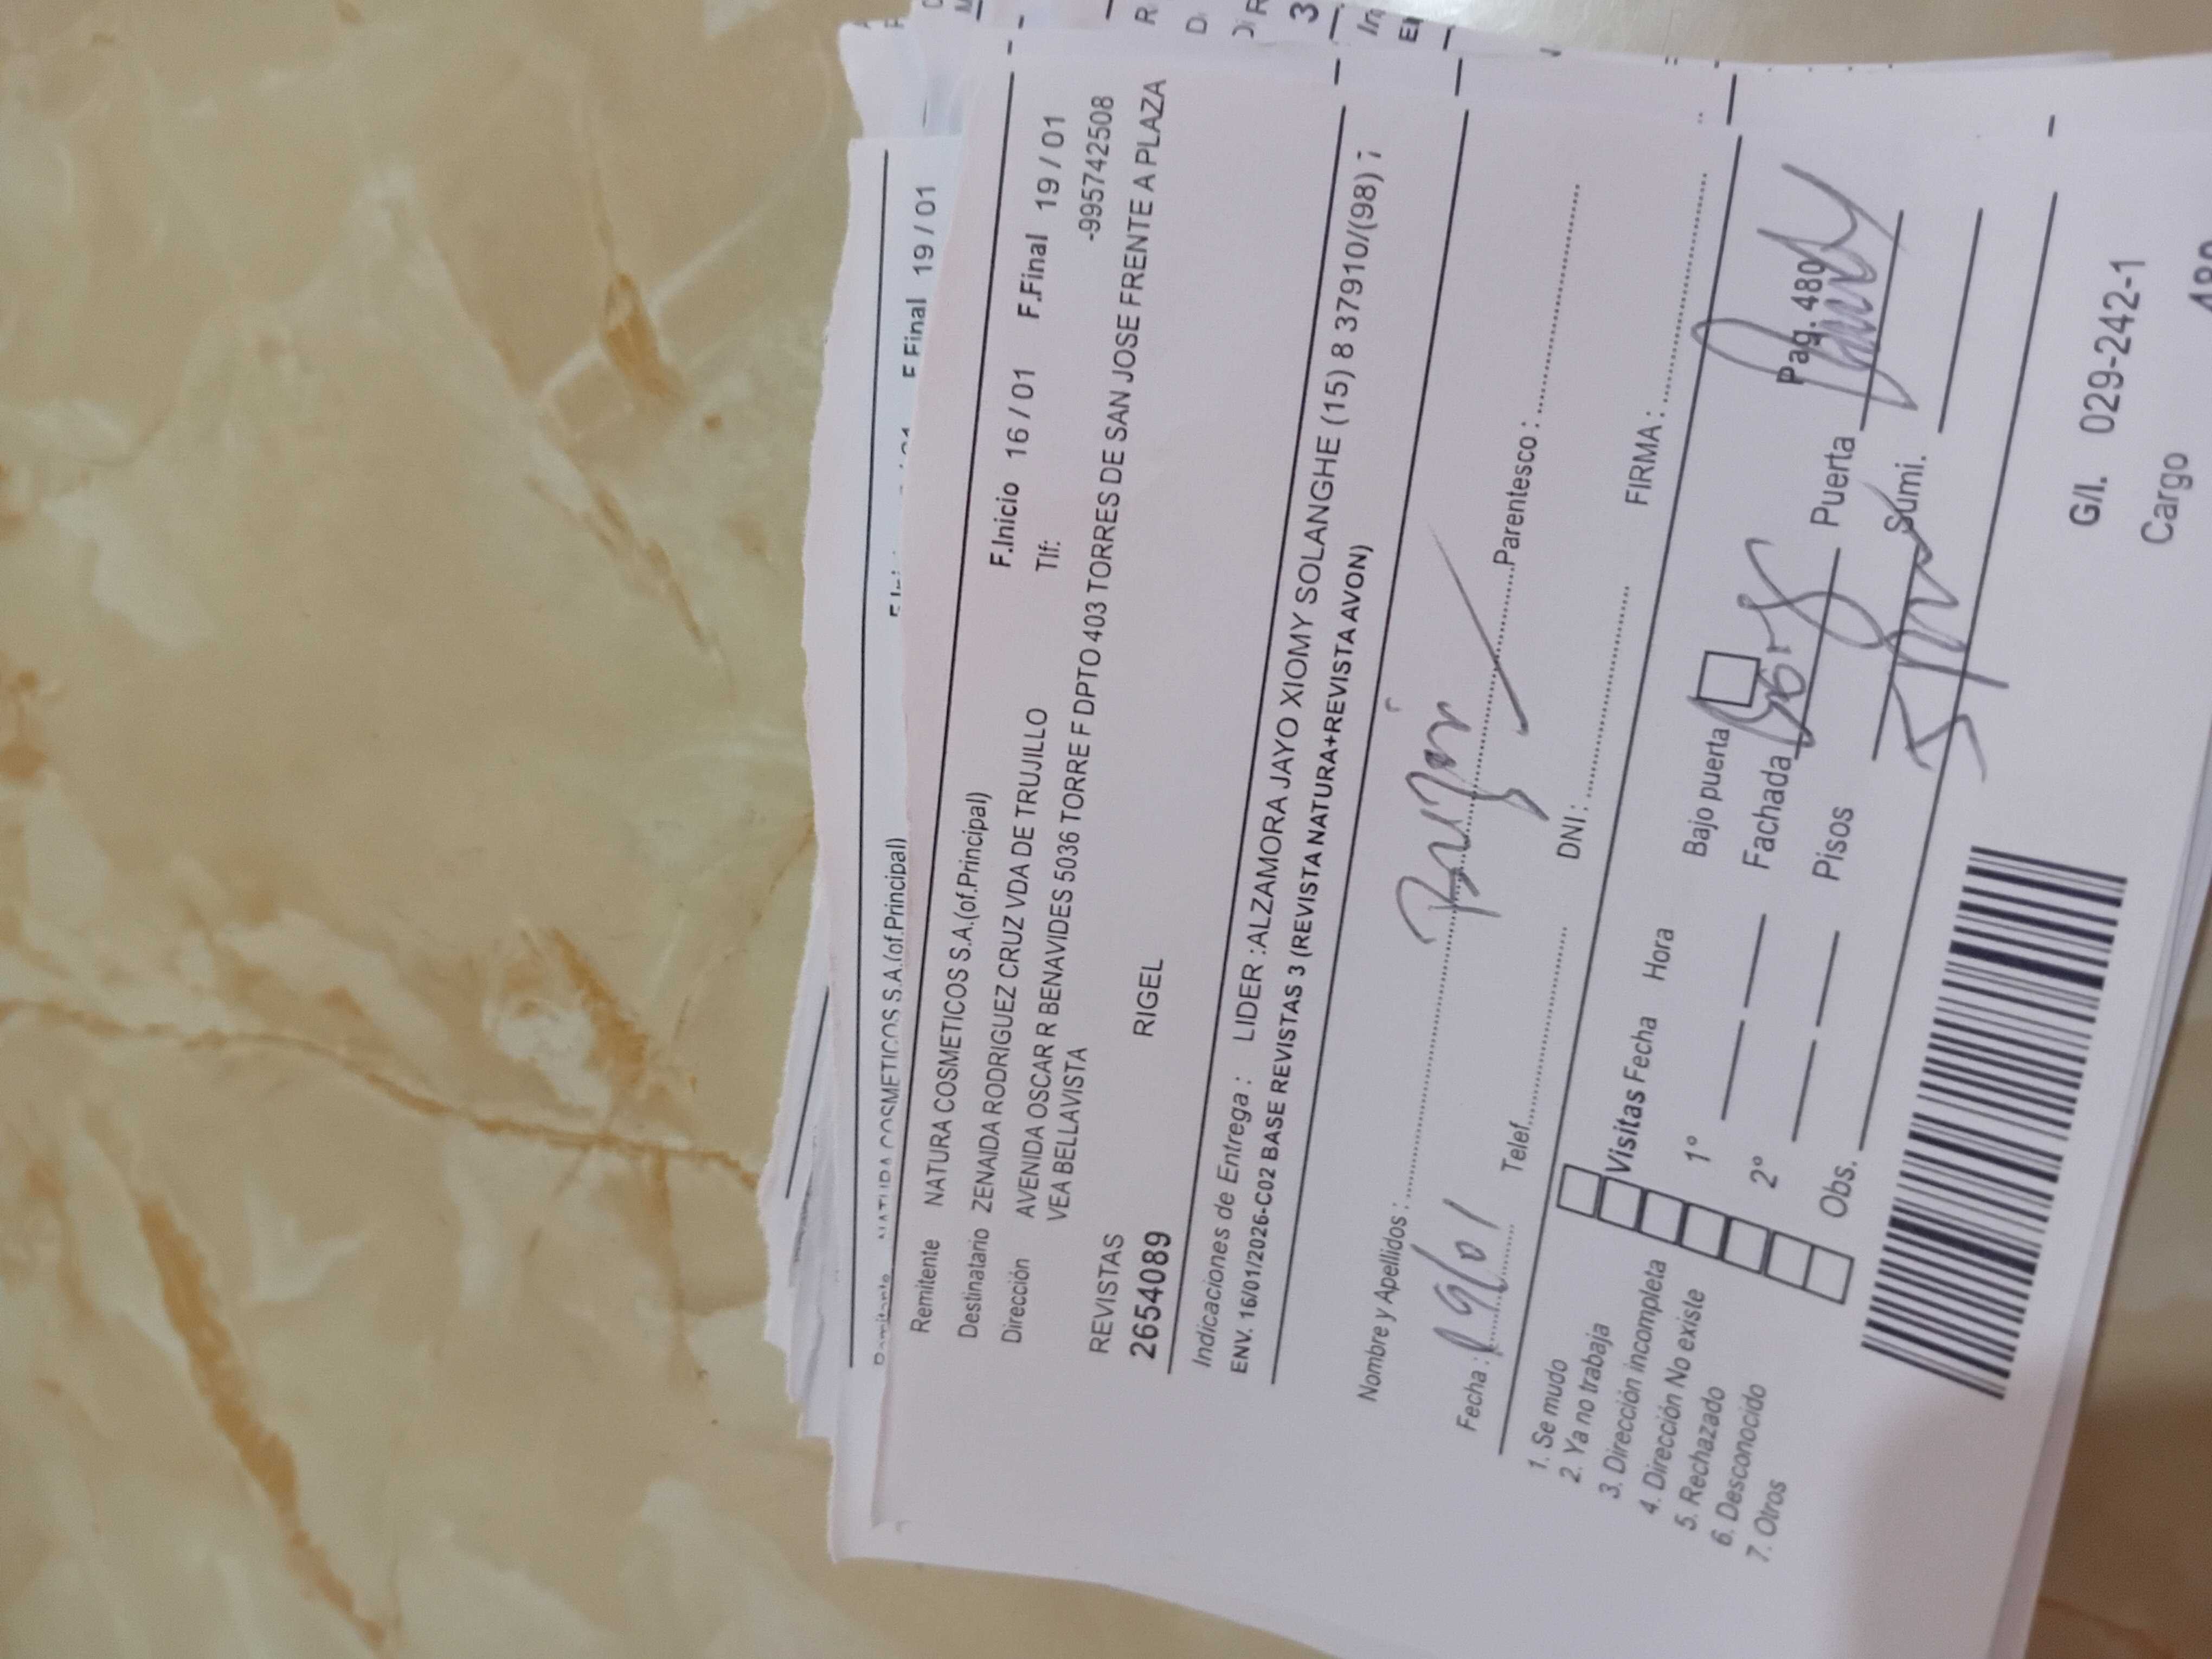 F.Final 19 / 01
NATURA COSMETICOS S.A.(of.Principal)
Remitente NATURA COSMETICOS S.A.(of.Principal) F.Inicio 16 / 01 F.Final 19 / 01
Destinatario ZENAIDA RODRIGUEZ CRUZ VDA DE TRUJILLO Tlf: -995742508
Dirección AVENIDA OSCAR R BENAVIDES 5036 TORRE F DPTO 403 TORRES DE SAN JOSE FRENTE A PLAZA
VEA BELLAVISTA
REVISTAS
2654089 RIGEL
Indicaciones de Entrega : LIDER :ALZAMORA JAYO XIOMY SOLANGHE (15) 8 37910/(98) ;
ENV. 16/01/2026-C02 BASE REVISTAS 3 (REVISTA NATURA+REVISTA AVON)
Nombre y Apellidos : Parentesco :
Fecha : 19/01 Telef. DNI : FIRMA :
1. Se mudo
2. Ya no trabaja
3. Dirección incompleta
4. Dirección No existe
5. Rechazado
6. Desconocido
7. Otros
Visitas Fecha Hora Bajo puerta
1° Fachada Puerta Pag. 480
2° Pisos Sumi.
Obs.
G/I. 029-242-1
Cargo